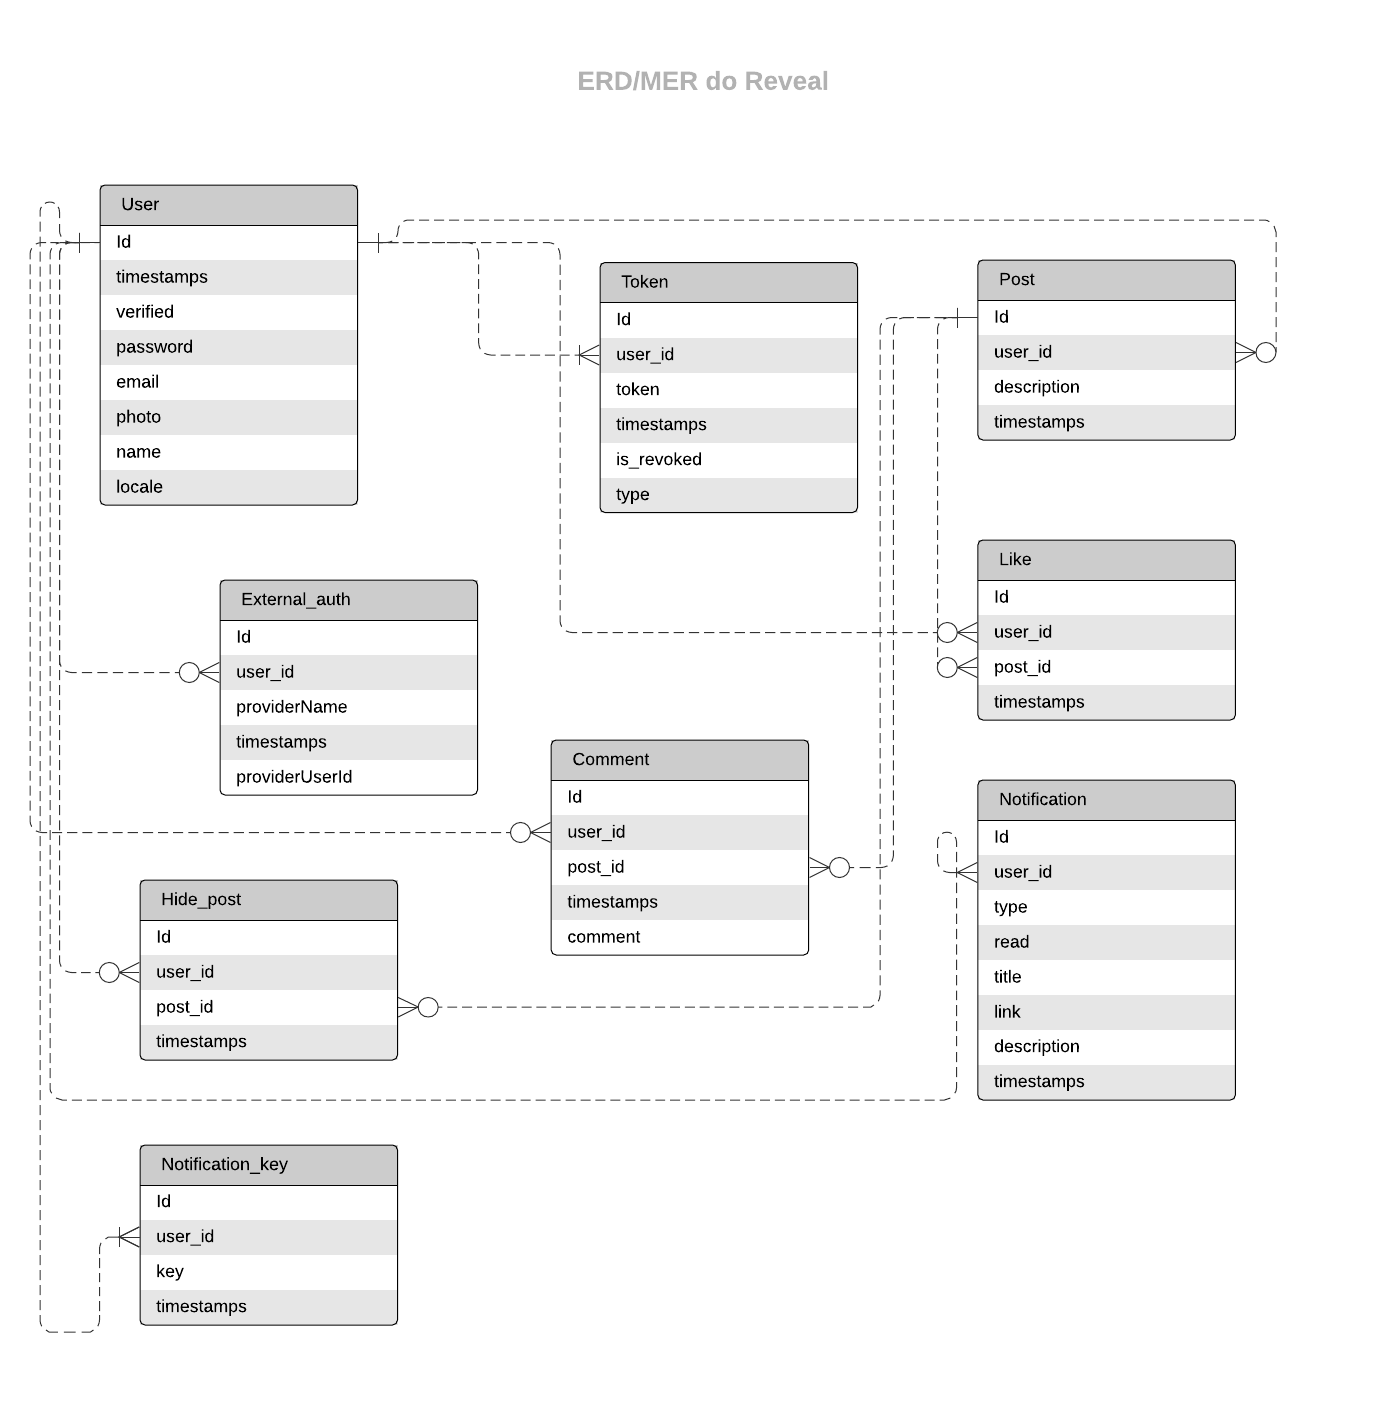 ERD/MER do Reveal
User
Id
timestamps
verified
password
email
photo
name
locale
Token
Id
user_id
token
timestamps
is_revoked
type
Post
Id
user_id
description
timestamps
External_auth
Id
user_id
providerName
timestamps
providerUserId
Like
Id
user_id
post_id
timestamps
Comment
Id
user_id
post_id
timestamps
comment
Notification
Id
user_id
type
read
title
link
description
timestamps
Hide_post
Id
user_id
post_id
timestamps
Notification_key
Id
user_id
key
timestamps